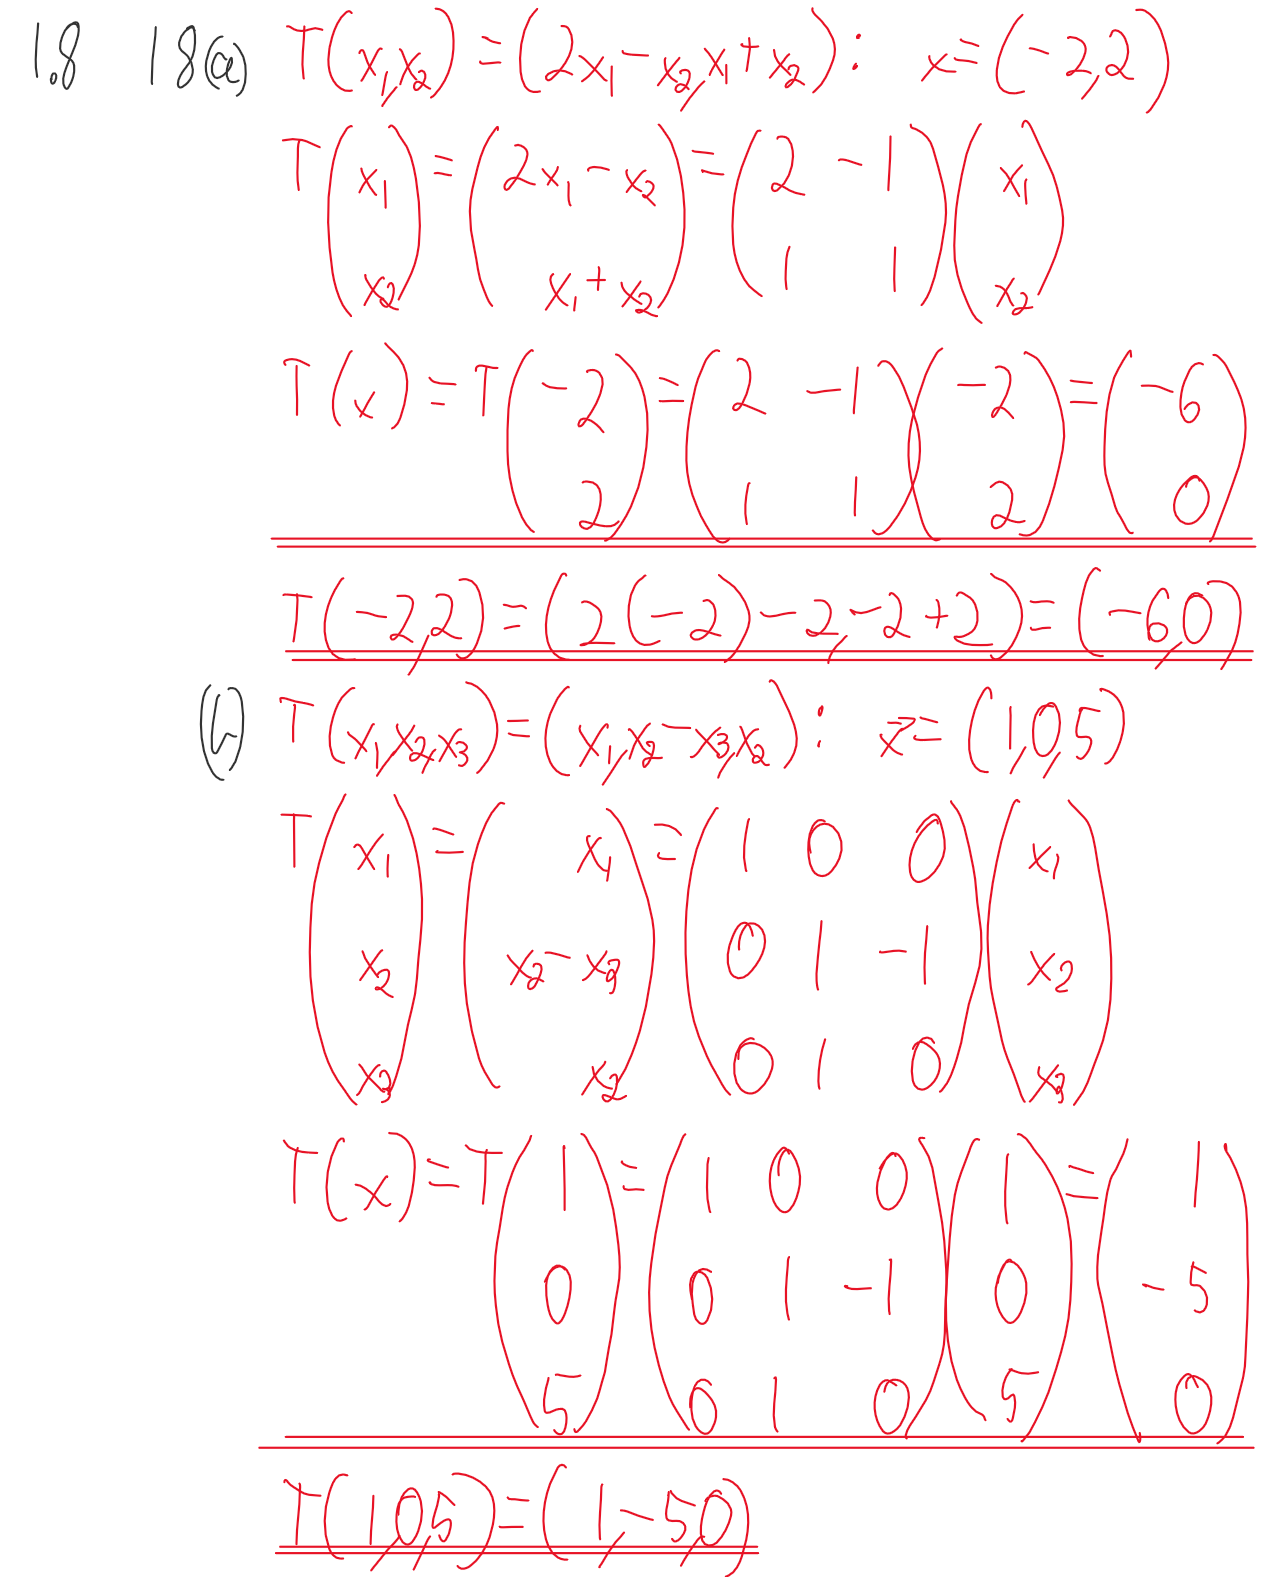 1.8 18(a) T(x₁,x₂) = (2x₁ - x₂, x₁ + x₂) : x = (-2,2)
T(x₁ x₂) = (2x₁ - x₂ x₁ + x₂) = (2 -1 1 1)(x₁ x₂)
T(x) = T(-2 2) = (2 -1 1 1)(-2 2) = (-6 0)
T(-2,2) = (2(-2) - 2, -2 + 2) = (-6,0)
(b) T(x₁,x₂,x₃) = (x₁, x₂ - x₃, x₂) : x⃗ = (1,0,5)
T(x₁ x₂ x₃) = (x₁ x₂ - x₃ x₂) = (1 0 0 0 1 -1 0 1 0)(x₁ x₂ x₃)
T(x) = T(1 0 5) = (1 0 0 0 1 -1 0 1 0)(1 0 5) = (1 -5 0)
T(1,0,5) = (1,-5,0)